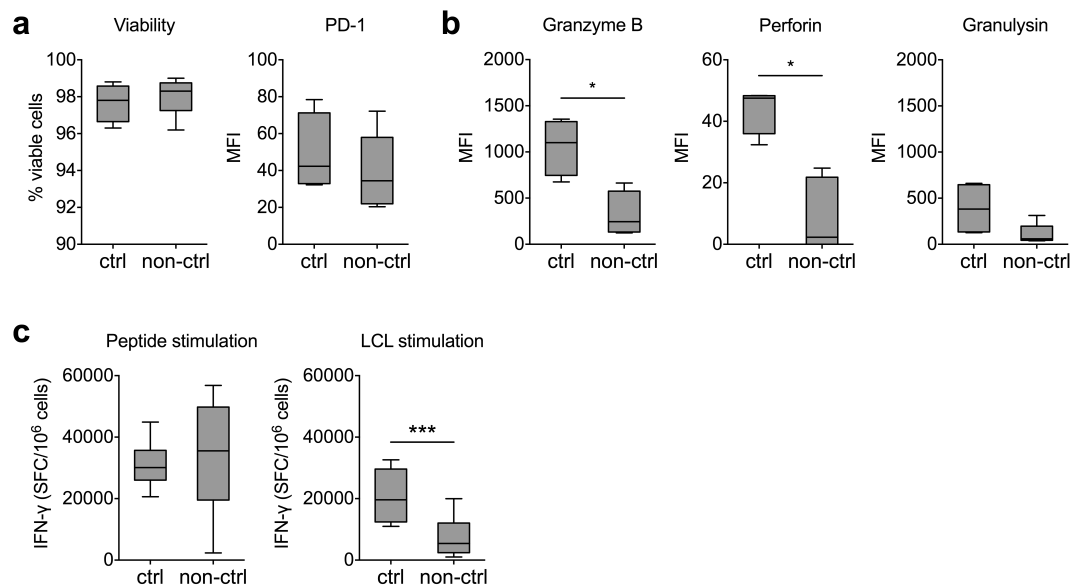 a
Viability
% viable cells
100
98
96
94
92
90
ctrl non-ctrl
PD-1
MFI
100
80
60
40
20
0
ctrl non-ctrl
b
Granzyme B
MFI
2000
1500
1000
500
0
*
ctrl non-ctrl
Perforin
MFI
60
40
20
0
*
ctrl non-ctrl
Granulysin
MFI
2000
1500
1000
500
0
ctrl non-ctrl
c
Peptide stimulation
IFN-γ (SFC/10⁶ cells)
60000
40000
20000
0
ctrl non-ctrl
LCL stimulation
IFN-γ (SFC/10⁶ cells)
60000
40000
20000
0
***
ctrl non-ctrl